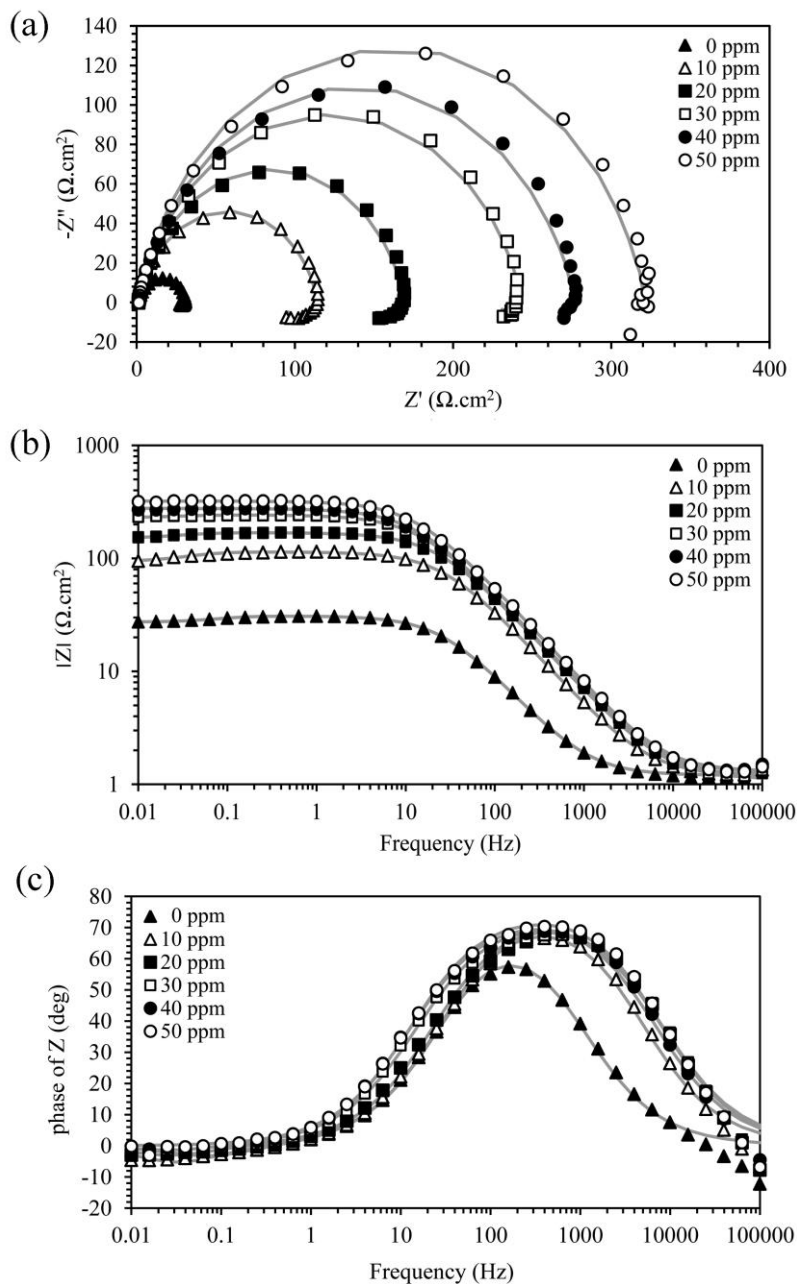 (a)
140
120
100
80
60
40
20
0
-20
-Z" (Ω.cm²)
0 100 200 300 400
Z' (Ω.cm²)
0 ppm
10 ppm
20 ppm
30 ppm
40 ppm
50 ppm
(b)
1000
100
10
1
|Z| (Ω.cm²)
0.01 0.1 1 10 100 1000 10000 100000
Frequency (Hz)
0 ppm
10 ppm
20 ppm
30 ppm
40 ppm
50 ppm
(c)
80
70
60
50
40
30
20
10
0
-10
-20
phase of Z (deg)
0 ppm
10 ppm
20 ppm
30 ppm
40 ppm
50 ppm
0.01 0.1 1 10 100 1000 10000 100000
Frequency (Hz)